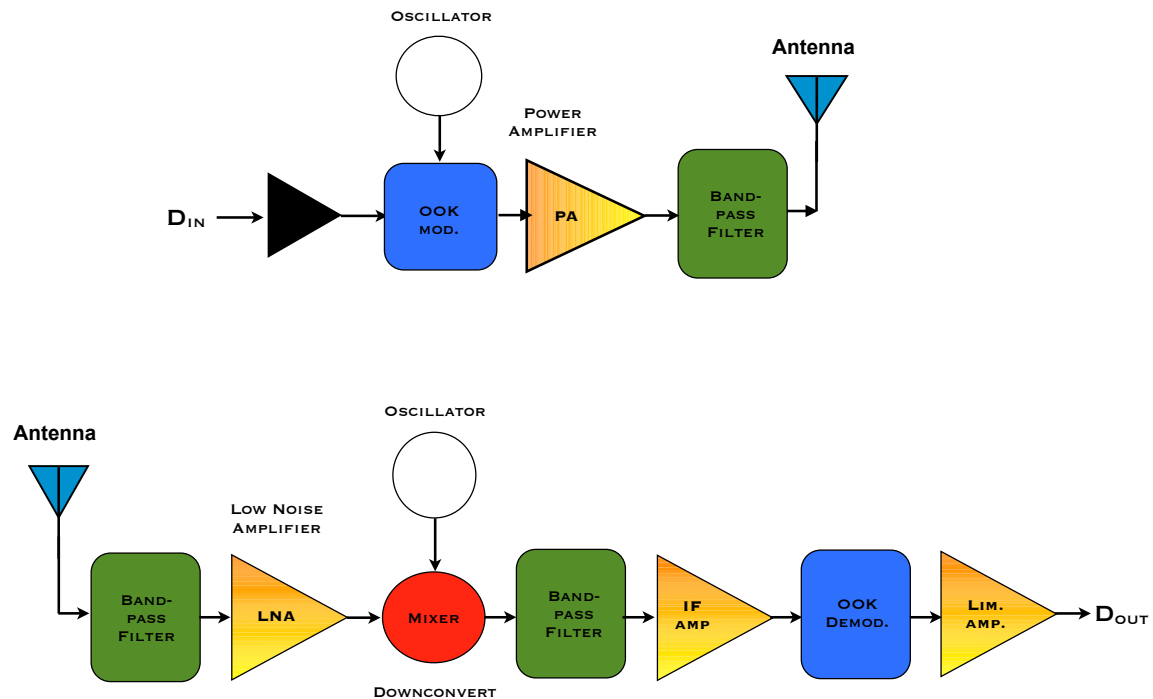 Oscillator
Antenna
Power
Amplifier
DIN
OOK
mod.
PA
Band-
pass
Filter
Oscillator
Antenna
Low Noise
Amplifier
Band-
pass
Filter
LNA
Mixer
Downconvert
Band-
pass
Filter
IF
amp
OOK
Demod.
Lim.
amp.
DOUT